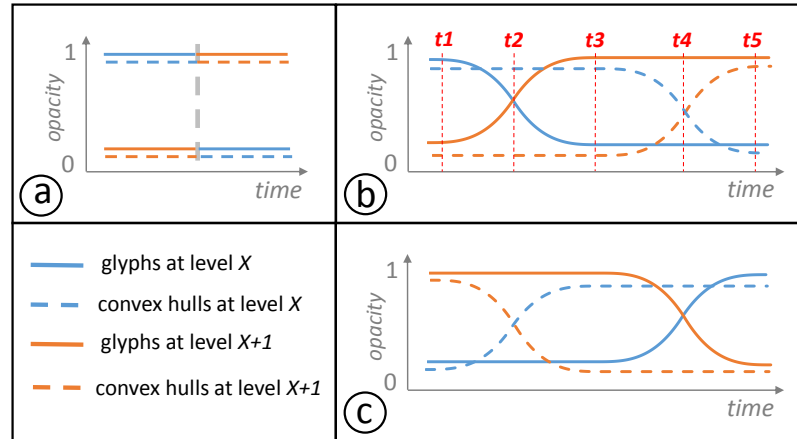 1
opacity
0
time
a
t1 t2 t3 t4 t5
1
opacity
0
time
b
glyphs at level X
convex hulls at level X
glyphs at level X+1
convex hulls at level X+1
1
opacity
0
time
c